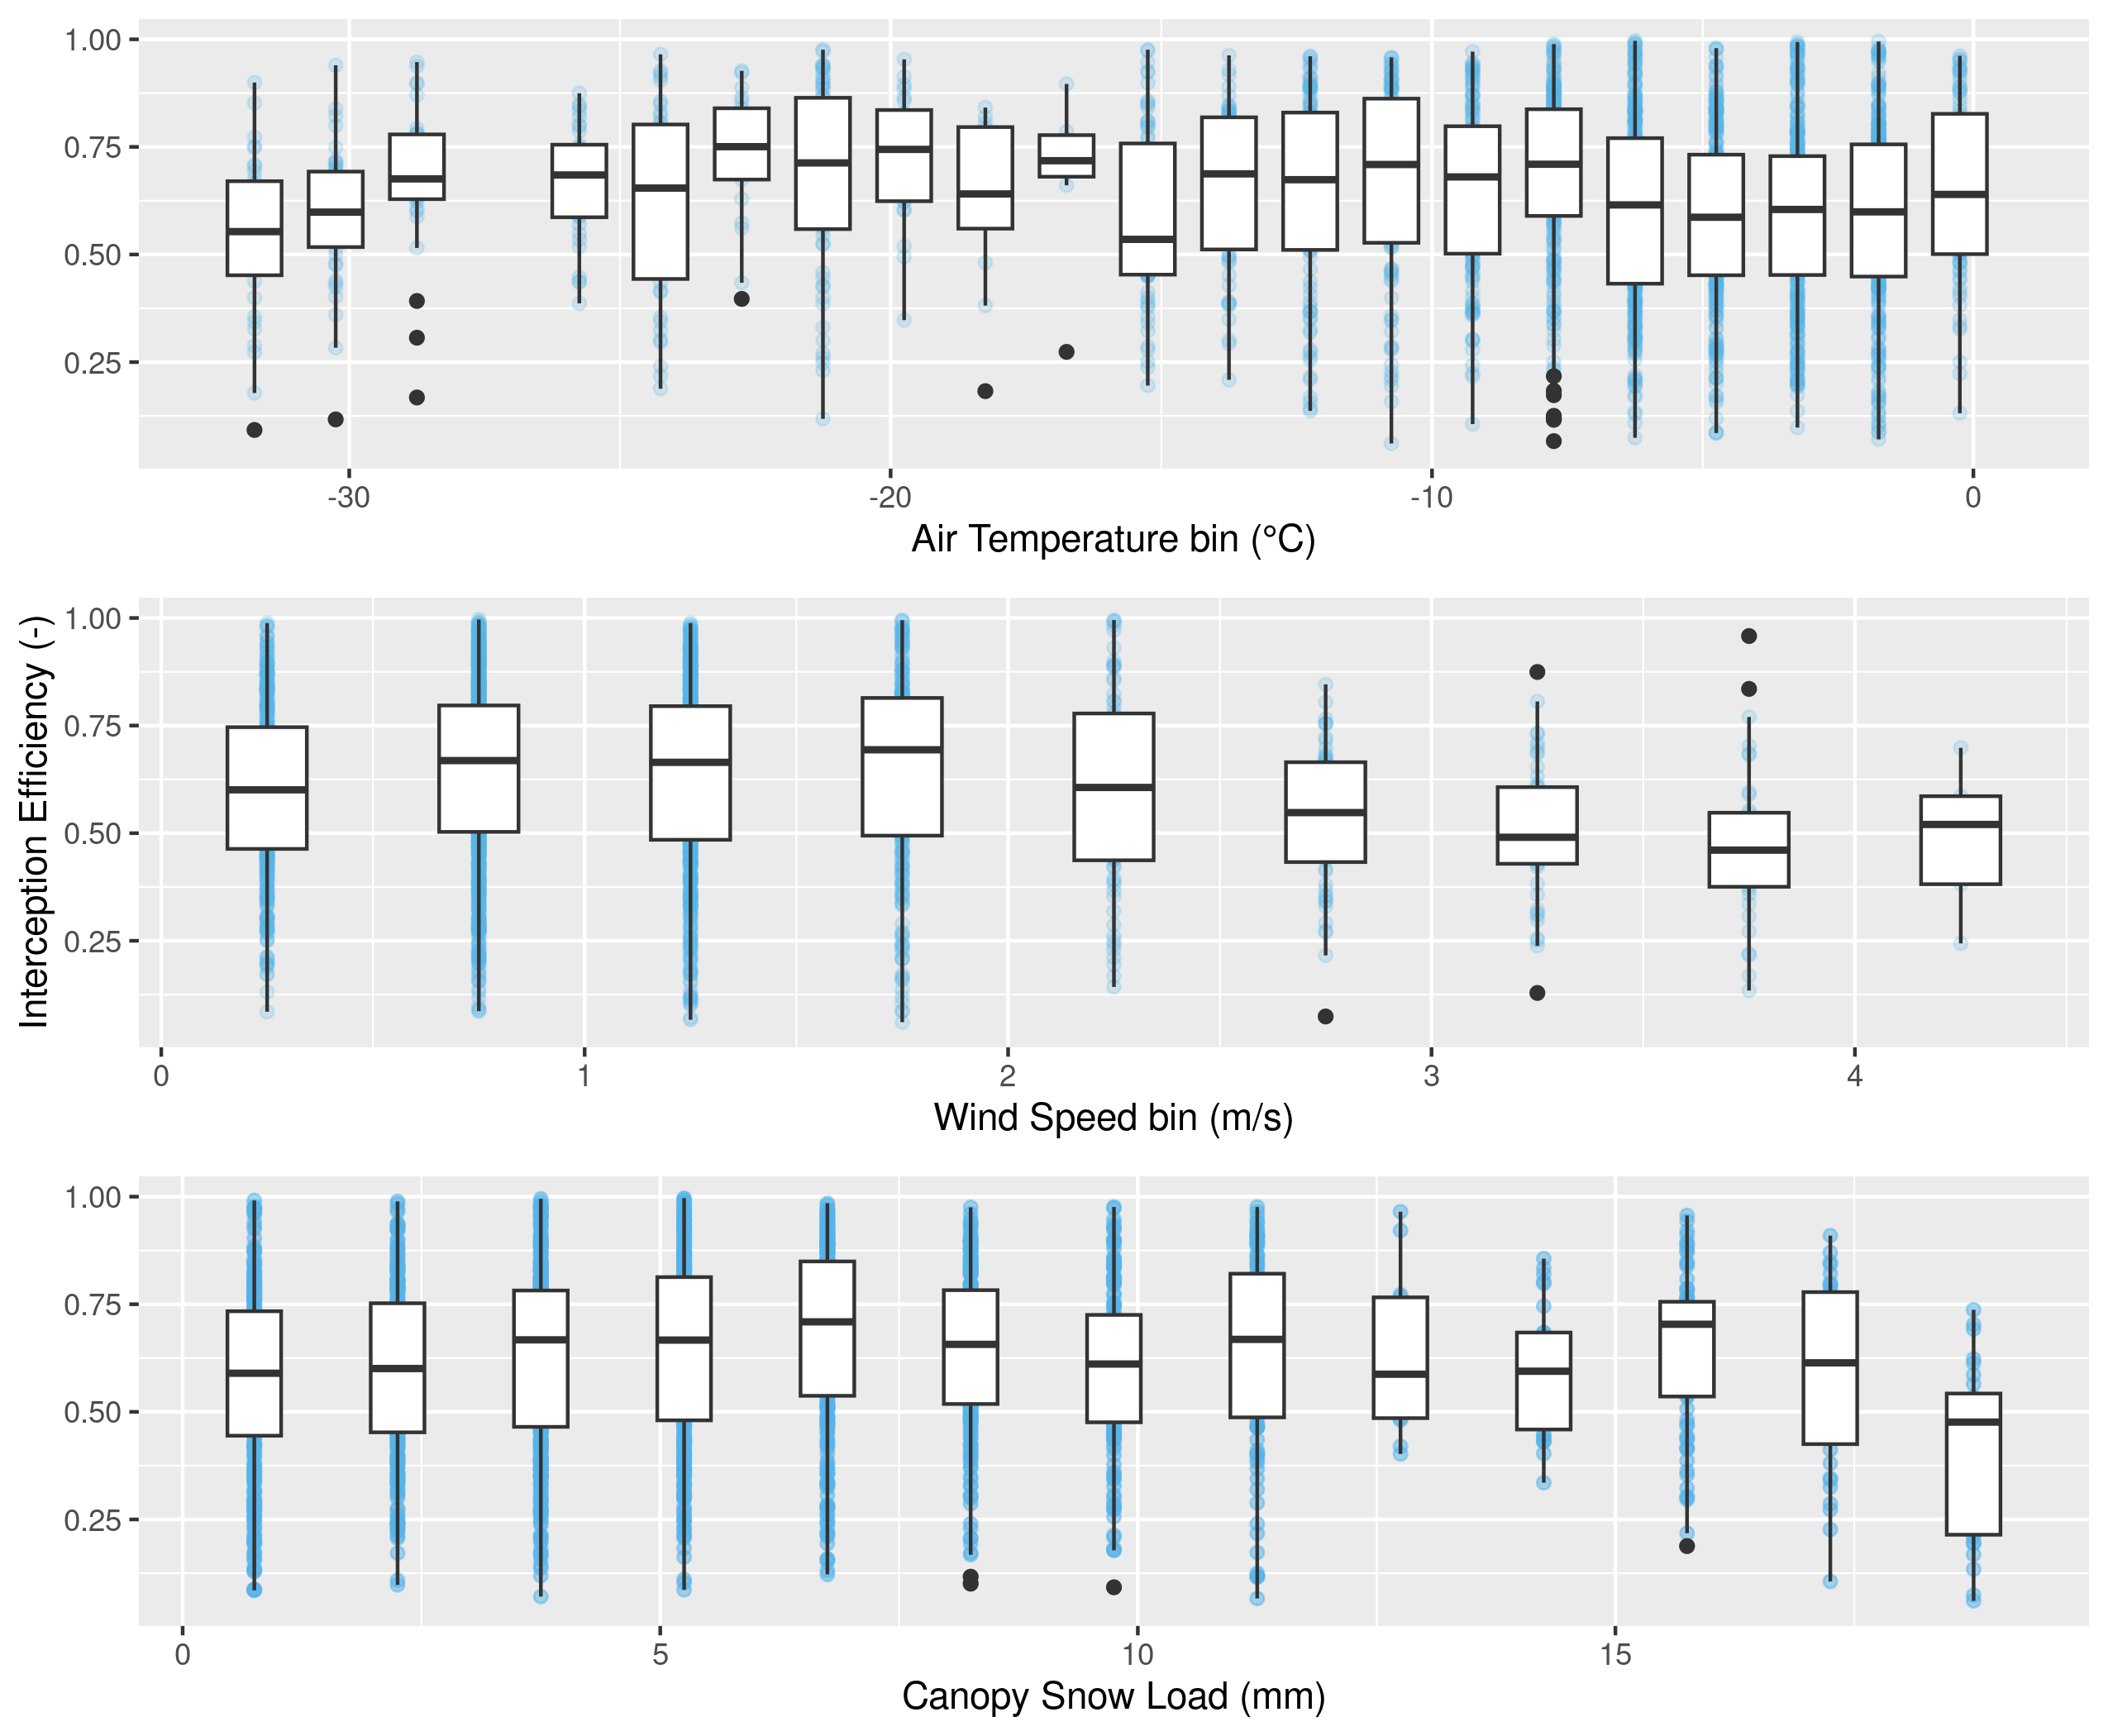 1.00
0.75
0.50
0.25
-30 -20 -10 0
Air Temperature bin (°C)
Interception Efficiency (-)
1.00
0.75
0.50
0.25
0 1 2 3 4
Wind Speed bin (m/s)
1.00
0.75
0.50
0.25
0 5 10 15
Canopy Snow Load (mm)